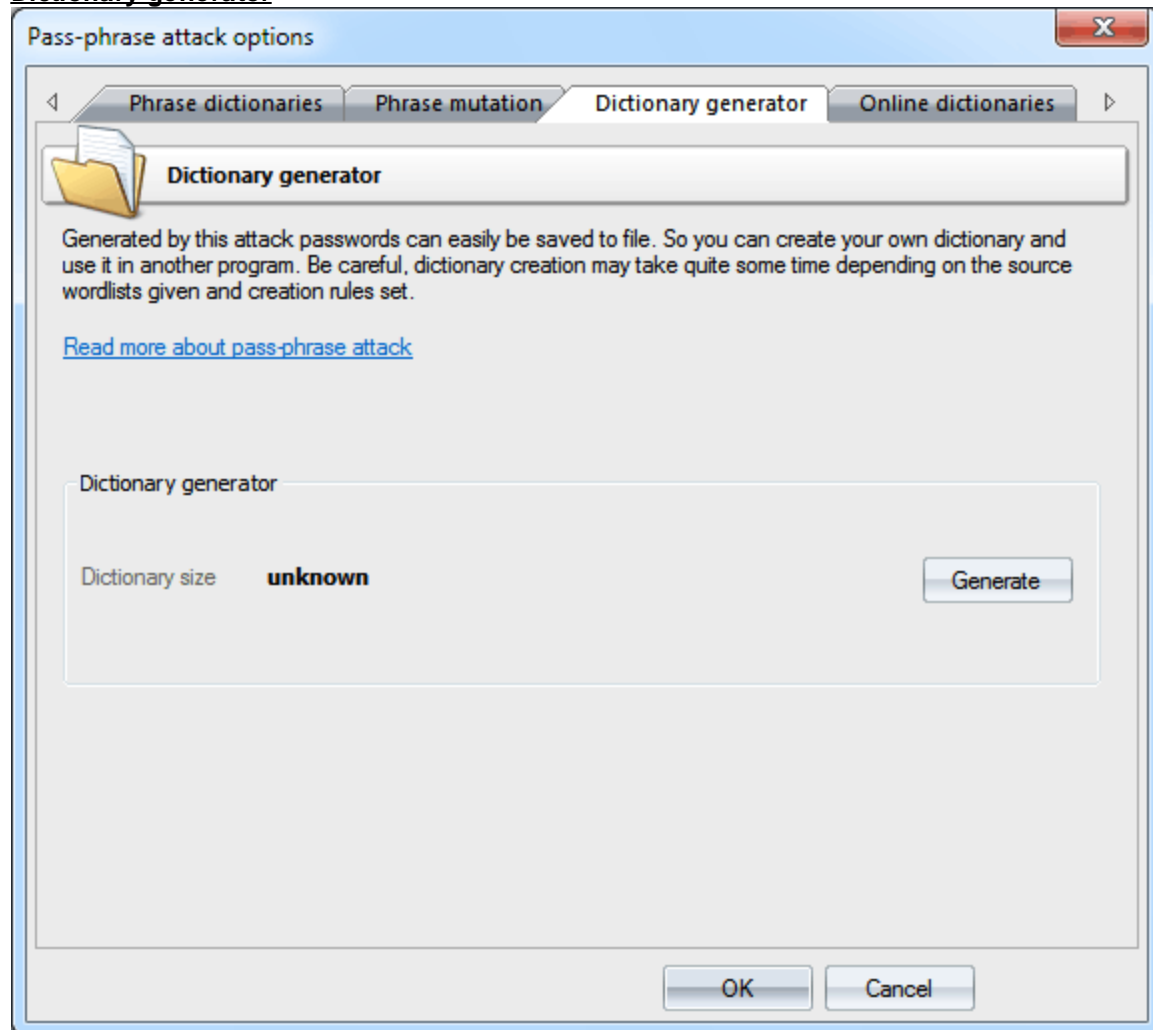 Dictionary generator
Pass-phrase attack options
Phrase dictionaries Phrase mutation Dictionary generator Online dictionaries
Dictionary generator
Generated by this attack passwords can easily be saved to file. So you can create your own dictionary and
use it in another program. Be careful, dictionary creation may take quite some time depending on the source
wordlists given and creation rules set.
Read more about pass-phrase attack
Dictionary generator
Dictionary size unknown Generate
OK Cancel